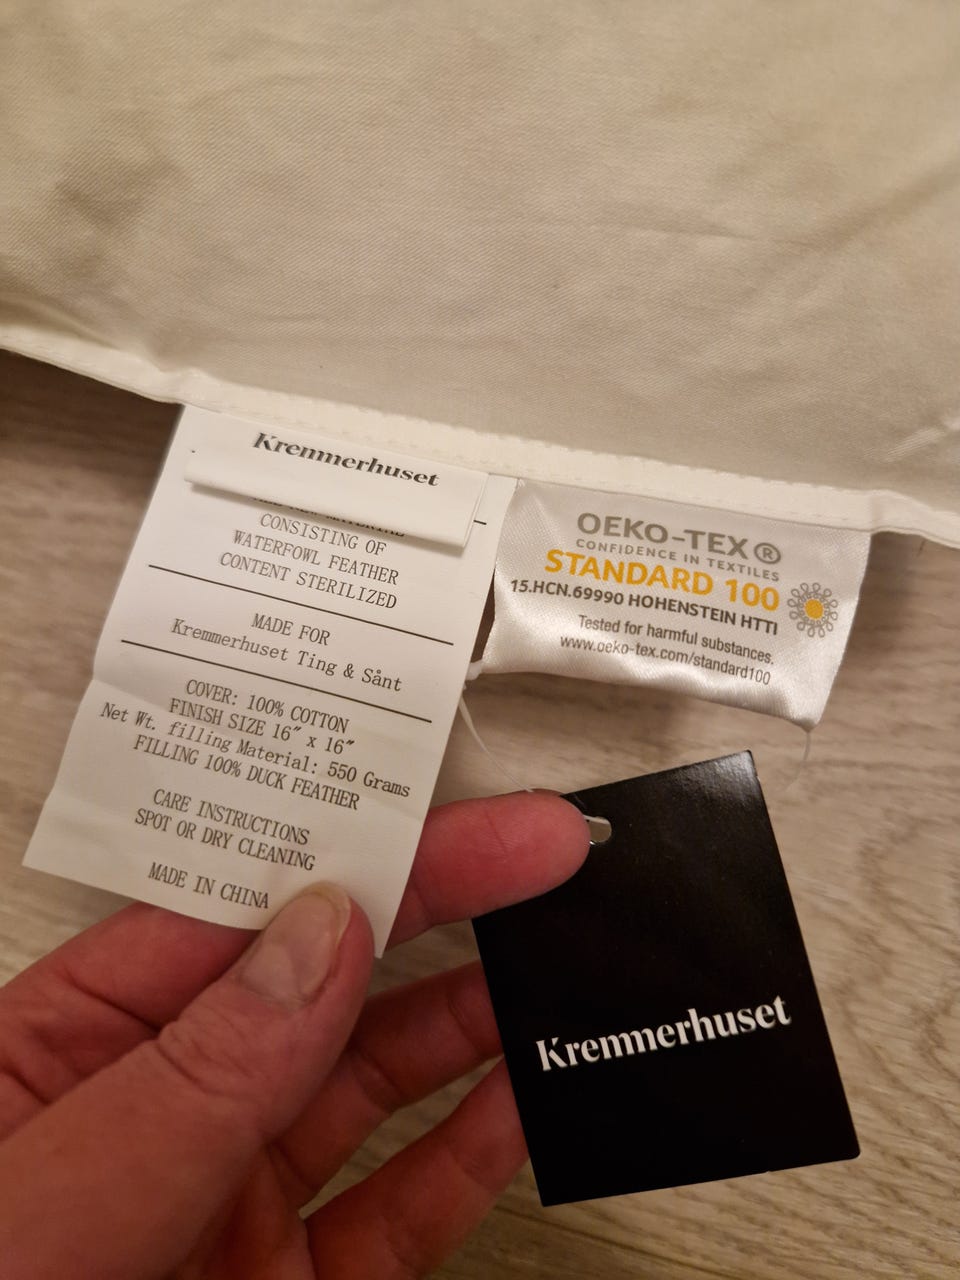 Kremmerhuset
CONSISTING OF
WATERFOWL FEATHER
CONTENT STERILIZED
MADE FOR
Kremmerhuset Ting & Sånt
COVER: 100% COTTON
FINISH SIZE 16" x 16"
Net Wt. filling Material: 550 Grams
FILLING 100% DUCK FEATHER
CARE INSTRUCTIONS
SPOT OR DRY CLEANING
MADE IN CHINA
OEKO-TEX®
CONFIDENCE IN TEXTILES
STANDARD 100
15.HCN.69990 HOHENSTEIN HTTI
Tested for harmful substances.
www.oeko-tex.com/standard100
Kremmerhuset